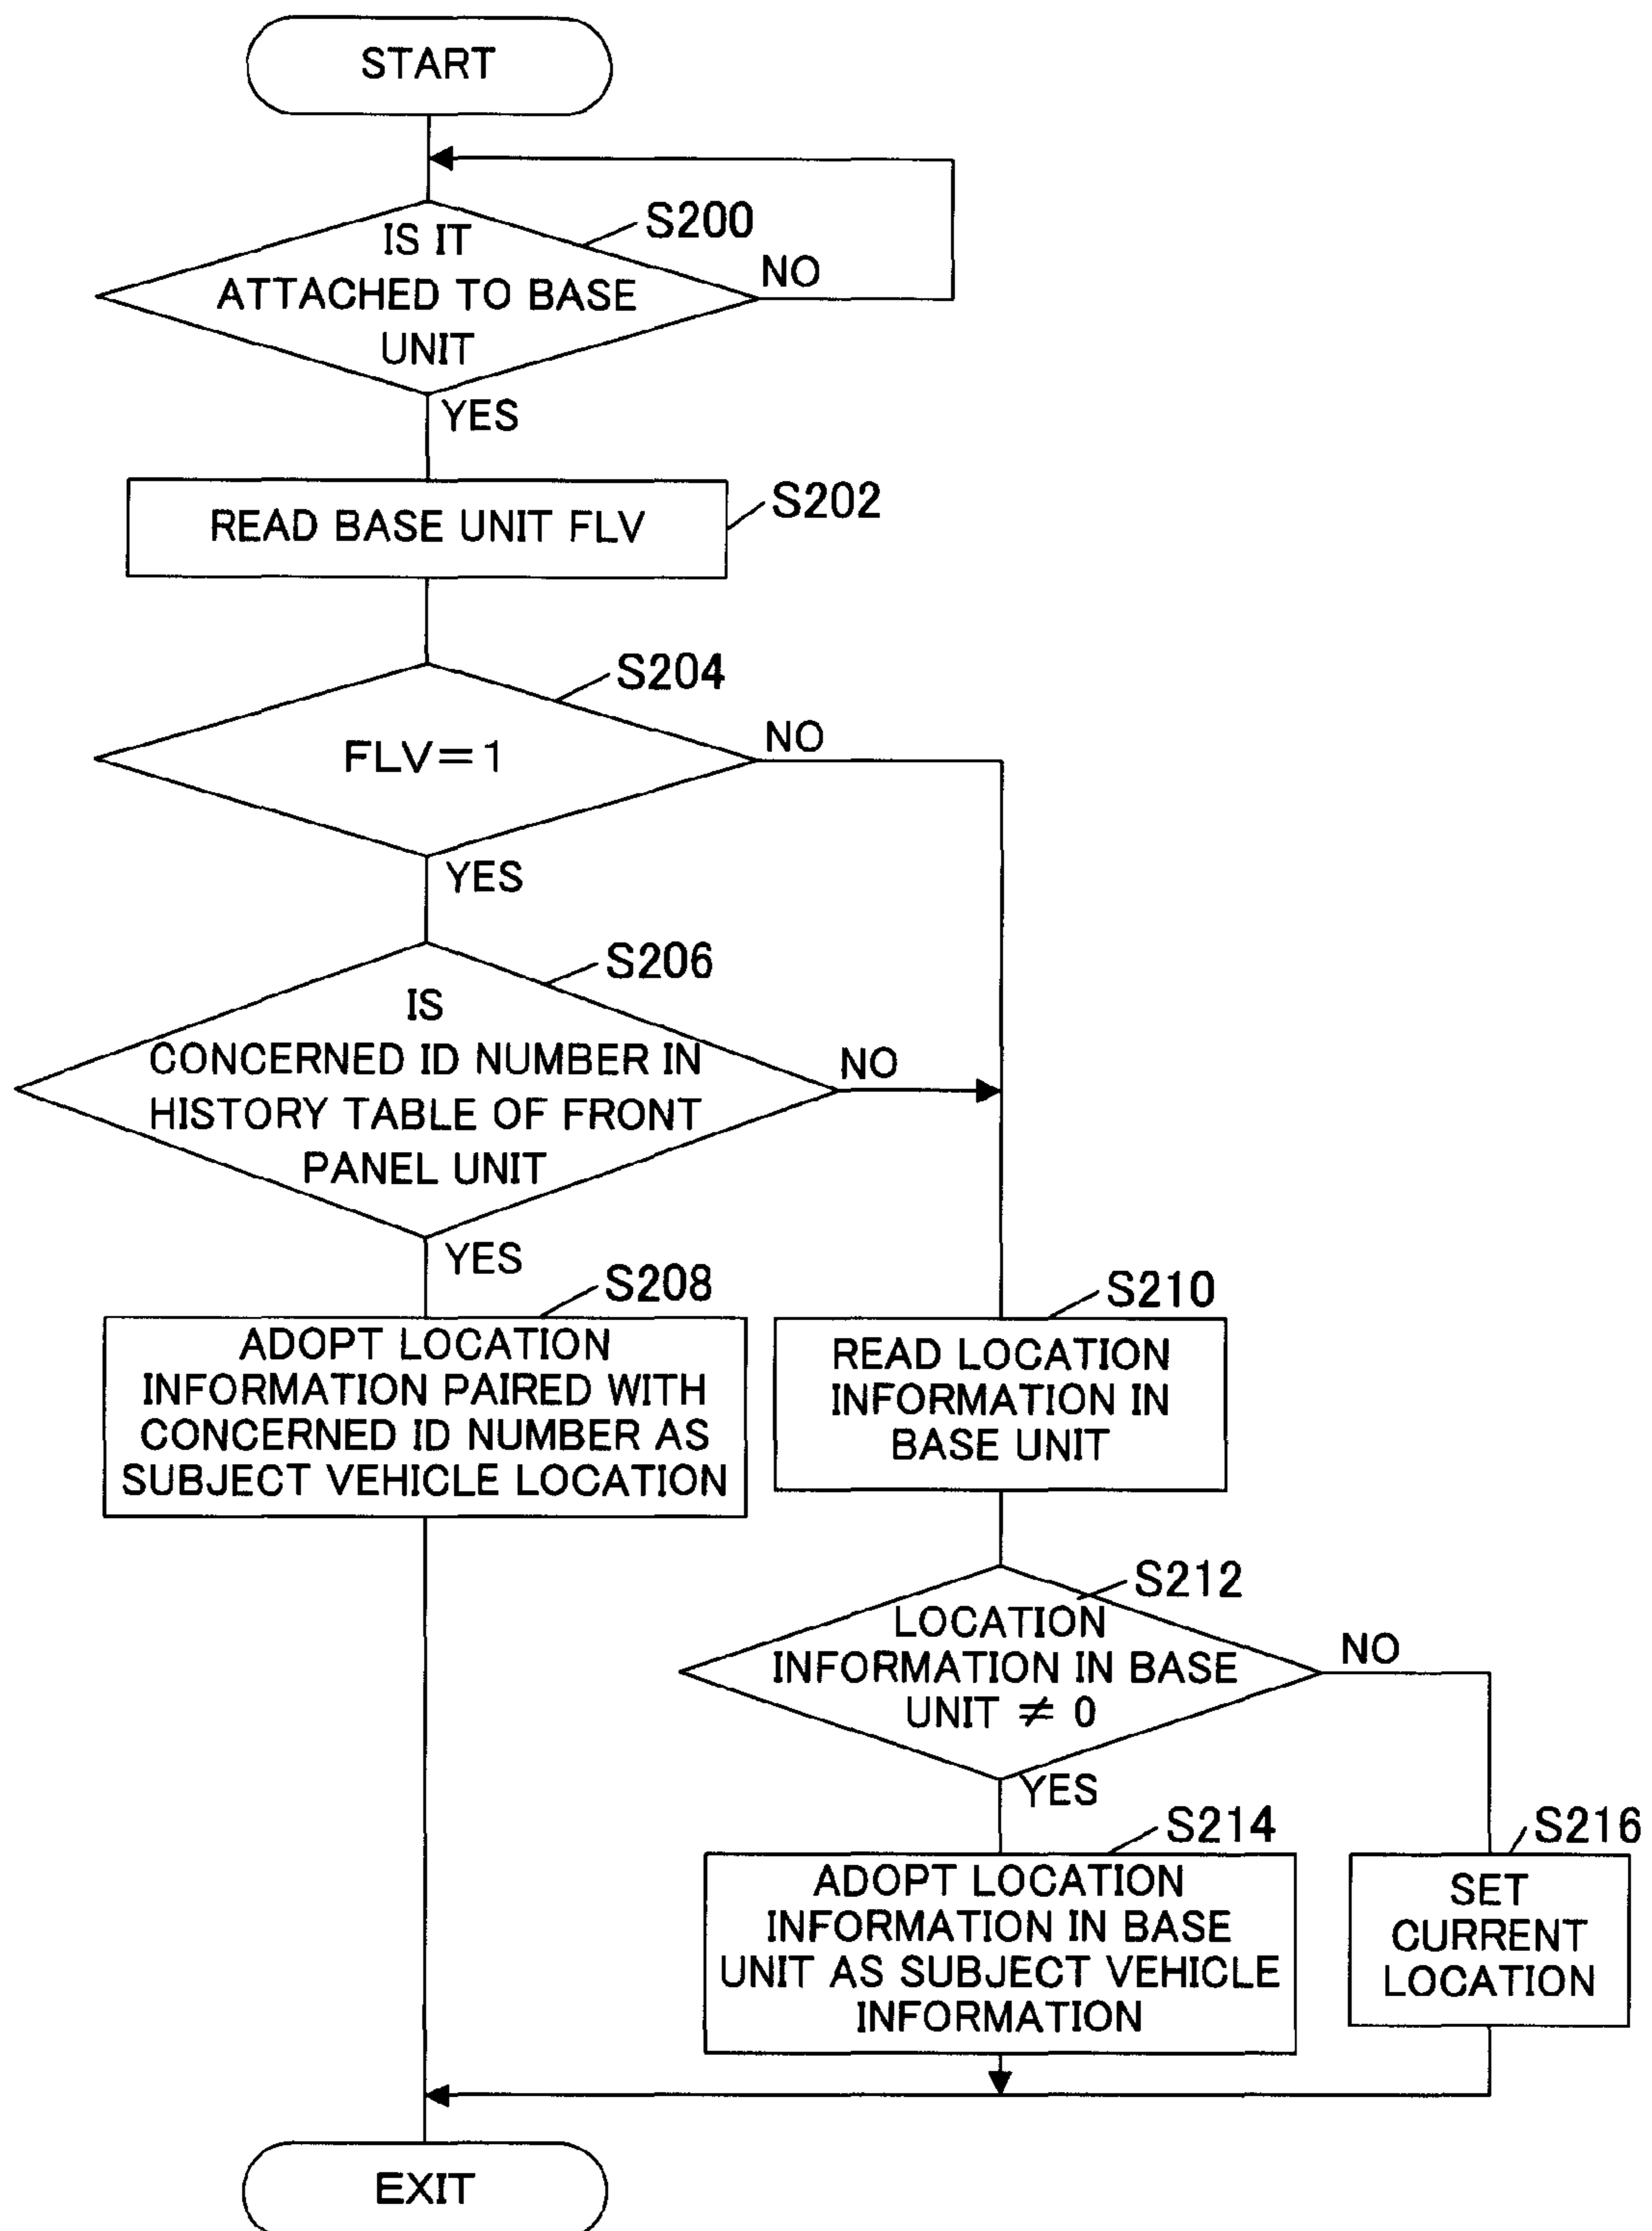 START
S200
IS IT
ATTACHED TO BASE
UNIT
NO
YES
S202
READ BASE UNIT FLV
S204
FLV=1
NO
YES
S206
IS
CONCERNED ID NUMBER IN
HISTORY TABLE OF FRONT
PANEL UNIT
NO
YES
S208
ADOPT LOCATION
INFORMATION PAIRED WITH
CONCERNED ID NUMBER AS
SUBJECT VEHICLE LOCATION
S210
READ LOCATION
INFORMATION IN
BASE UNIT
S212
LOCATION
INFORMATION IN BASE
UNIT ≠ 0
NO
YES
S214
ADOPT LOCATION
INFORMATION IN BASE
UNIT AS SUBJECT VEHICLE
INFORMATION
S216
SET
CURRENT
LOCATION
EXIT